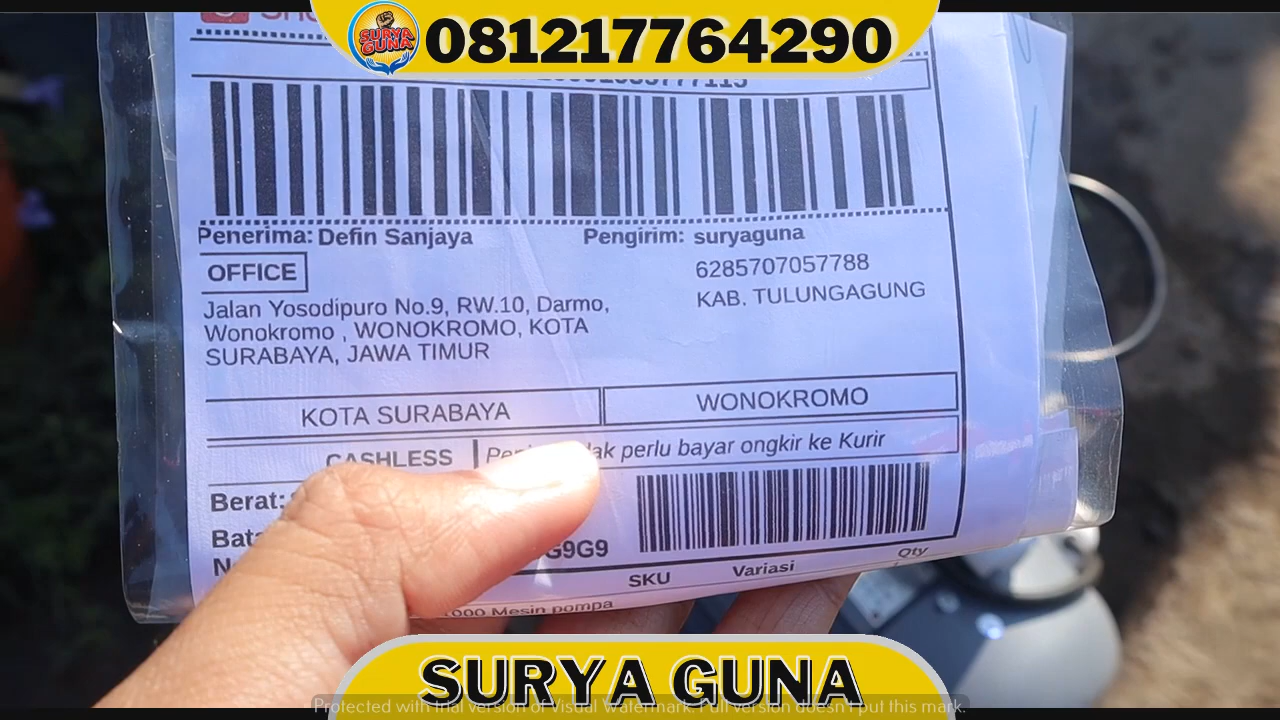 SURYA GUNA
081217764290
Penerima: Defin Sanjaya
Pengirim: suryaguna
OFFICE
6285707057788
KAB. TULUNGAGUNG
Jalan Yosodipuro No.9, RW.10, Darmo,
Wonokromo , WONOKROMO, KOTA
SURABAYA, JAWA TIMUR
KOTA SURABAYA
WONOKROMO
CASHLESS
perlu bayar ongkir ke Kurir
Berat:
G9G9
SKU
Variasi
Qty
000 Mesin pompa
SURYA GUNA
Protected with trial version of Visual Watermark. Full version doesn't put this mark.